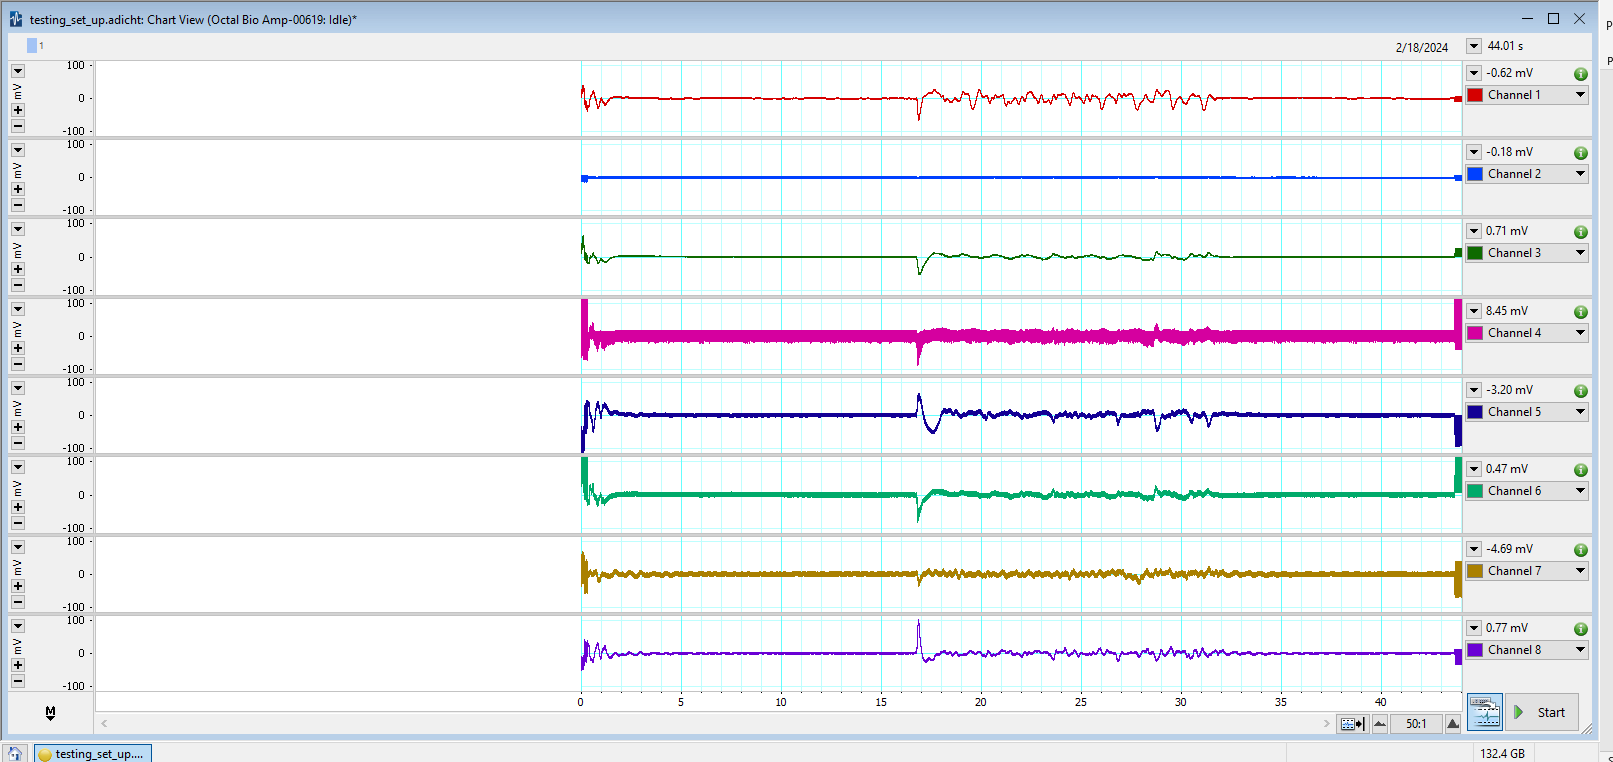 testing_set_up.adicht: Chart View (Octal Bio Amp-00619: Idle)*
1
2/18/2024
44.01 s
100
0
-100
mV
-0.62 mV
Channel 1
100
0
-100
mV
-0.18 mV
Channel 2
100
0
-100
mV
0.71 mV
Channel 3
100
0
-100
mV
8.45 mV
Channel 4
100
0
-100
mV
-3.20 mV
Channel 5
100
0
-100
mV
0.47 mV
Channel 6
100
0
-100
mV
-4.69 mV
Channel 7
100
0
-100
mV
0.77 mV
Channel 8
0 5 10 15 20 25 30 35 40
M
50:1
Start
testing_set_up....
132.4 GB